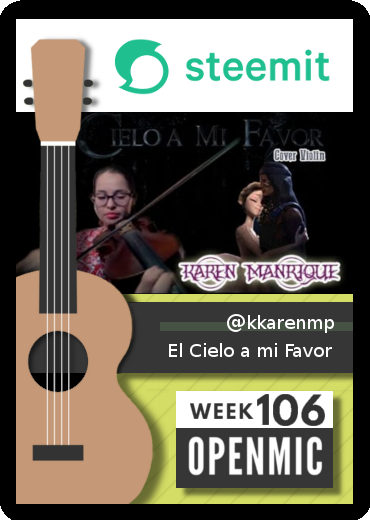 steemit
CIELO A MI FAVOR
Cover Violin
KAREN MANRIQUE
@kkarenmp
El Cielo a mi Favor
WEEK 106
OPENMIC